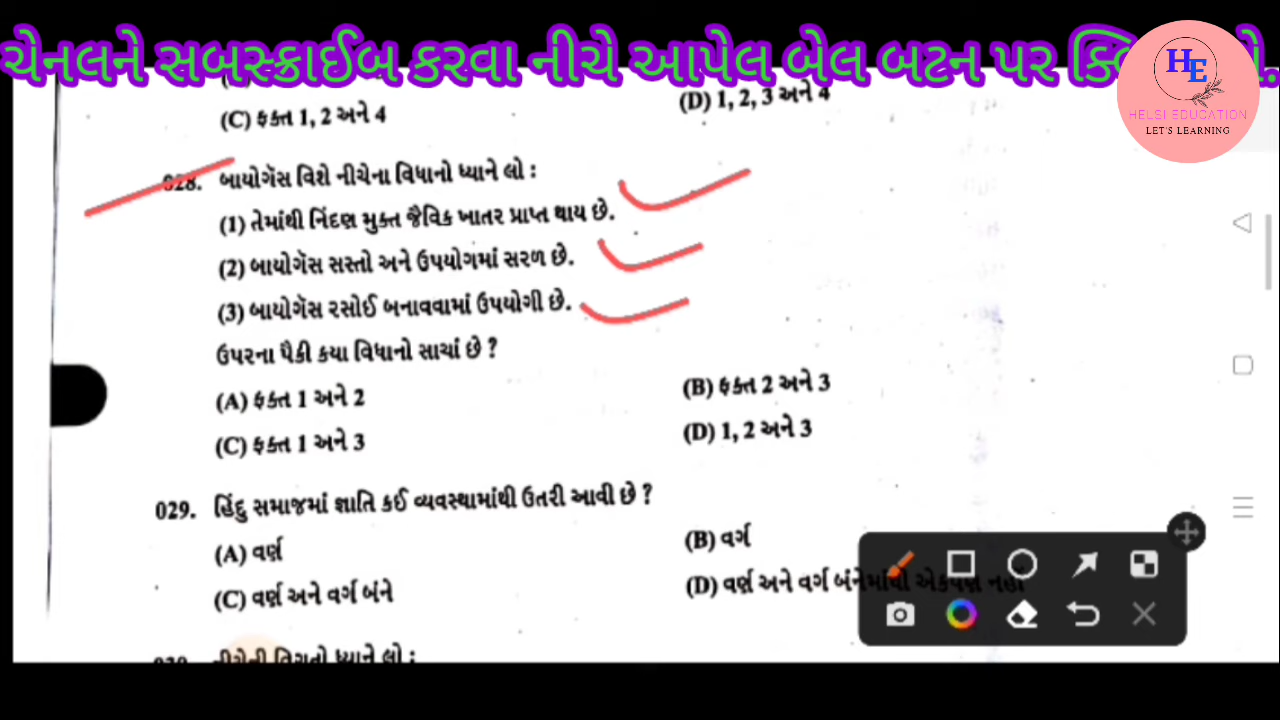 ચેનલને સબસ્ક્રાઈબ કરવા નીચે આપેલ બેલ બટન પર
HE
HELSI EDUCATION
LET'S LEARNING
(C) ફક્ત 1, 2 અને 4
(D) 1, 2, 3 અને 4
028. બાયોગૅસ વિશે નીચેના વિધાનો ધ્યાને લો :
(1) તેમાંથી નિંદણ મુક્ત જૈવિક ખાતર પ્રાપ્ત થાય છે.
(2) બાયોગૅસ સસ્તો અને ઉપયોગમાં સરળ છે.
(3) બાયોગૅસ રસોઈ બનાવવામાં ઉપયોગી છે.
ઉપરના પૈકી કયા વિધાનો સાચાં છે ?
(A) ફક્ત 1 અને 2
(B) ફક્ત 2 અને 3
(C) ફક્ત 1 અને 3
(D) 1, 2 અને 3
029. હિંદુ સમાજમાં જ્ઞાતિ કઈ વ્યવસ્થામાંથી ઉતરી આવી છે ?
(A) વર્ણ
(B) વર્ગ
(C) વર્ણ અને વર્ગ બંને
(D) વર્ણ અને વર્ગ બંનેમાંથી એકપણ નહીં
નીચેની વિગતો ધ્યાને લો :